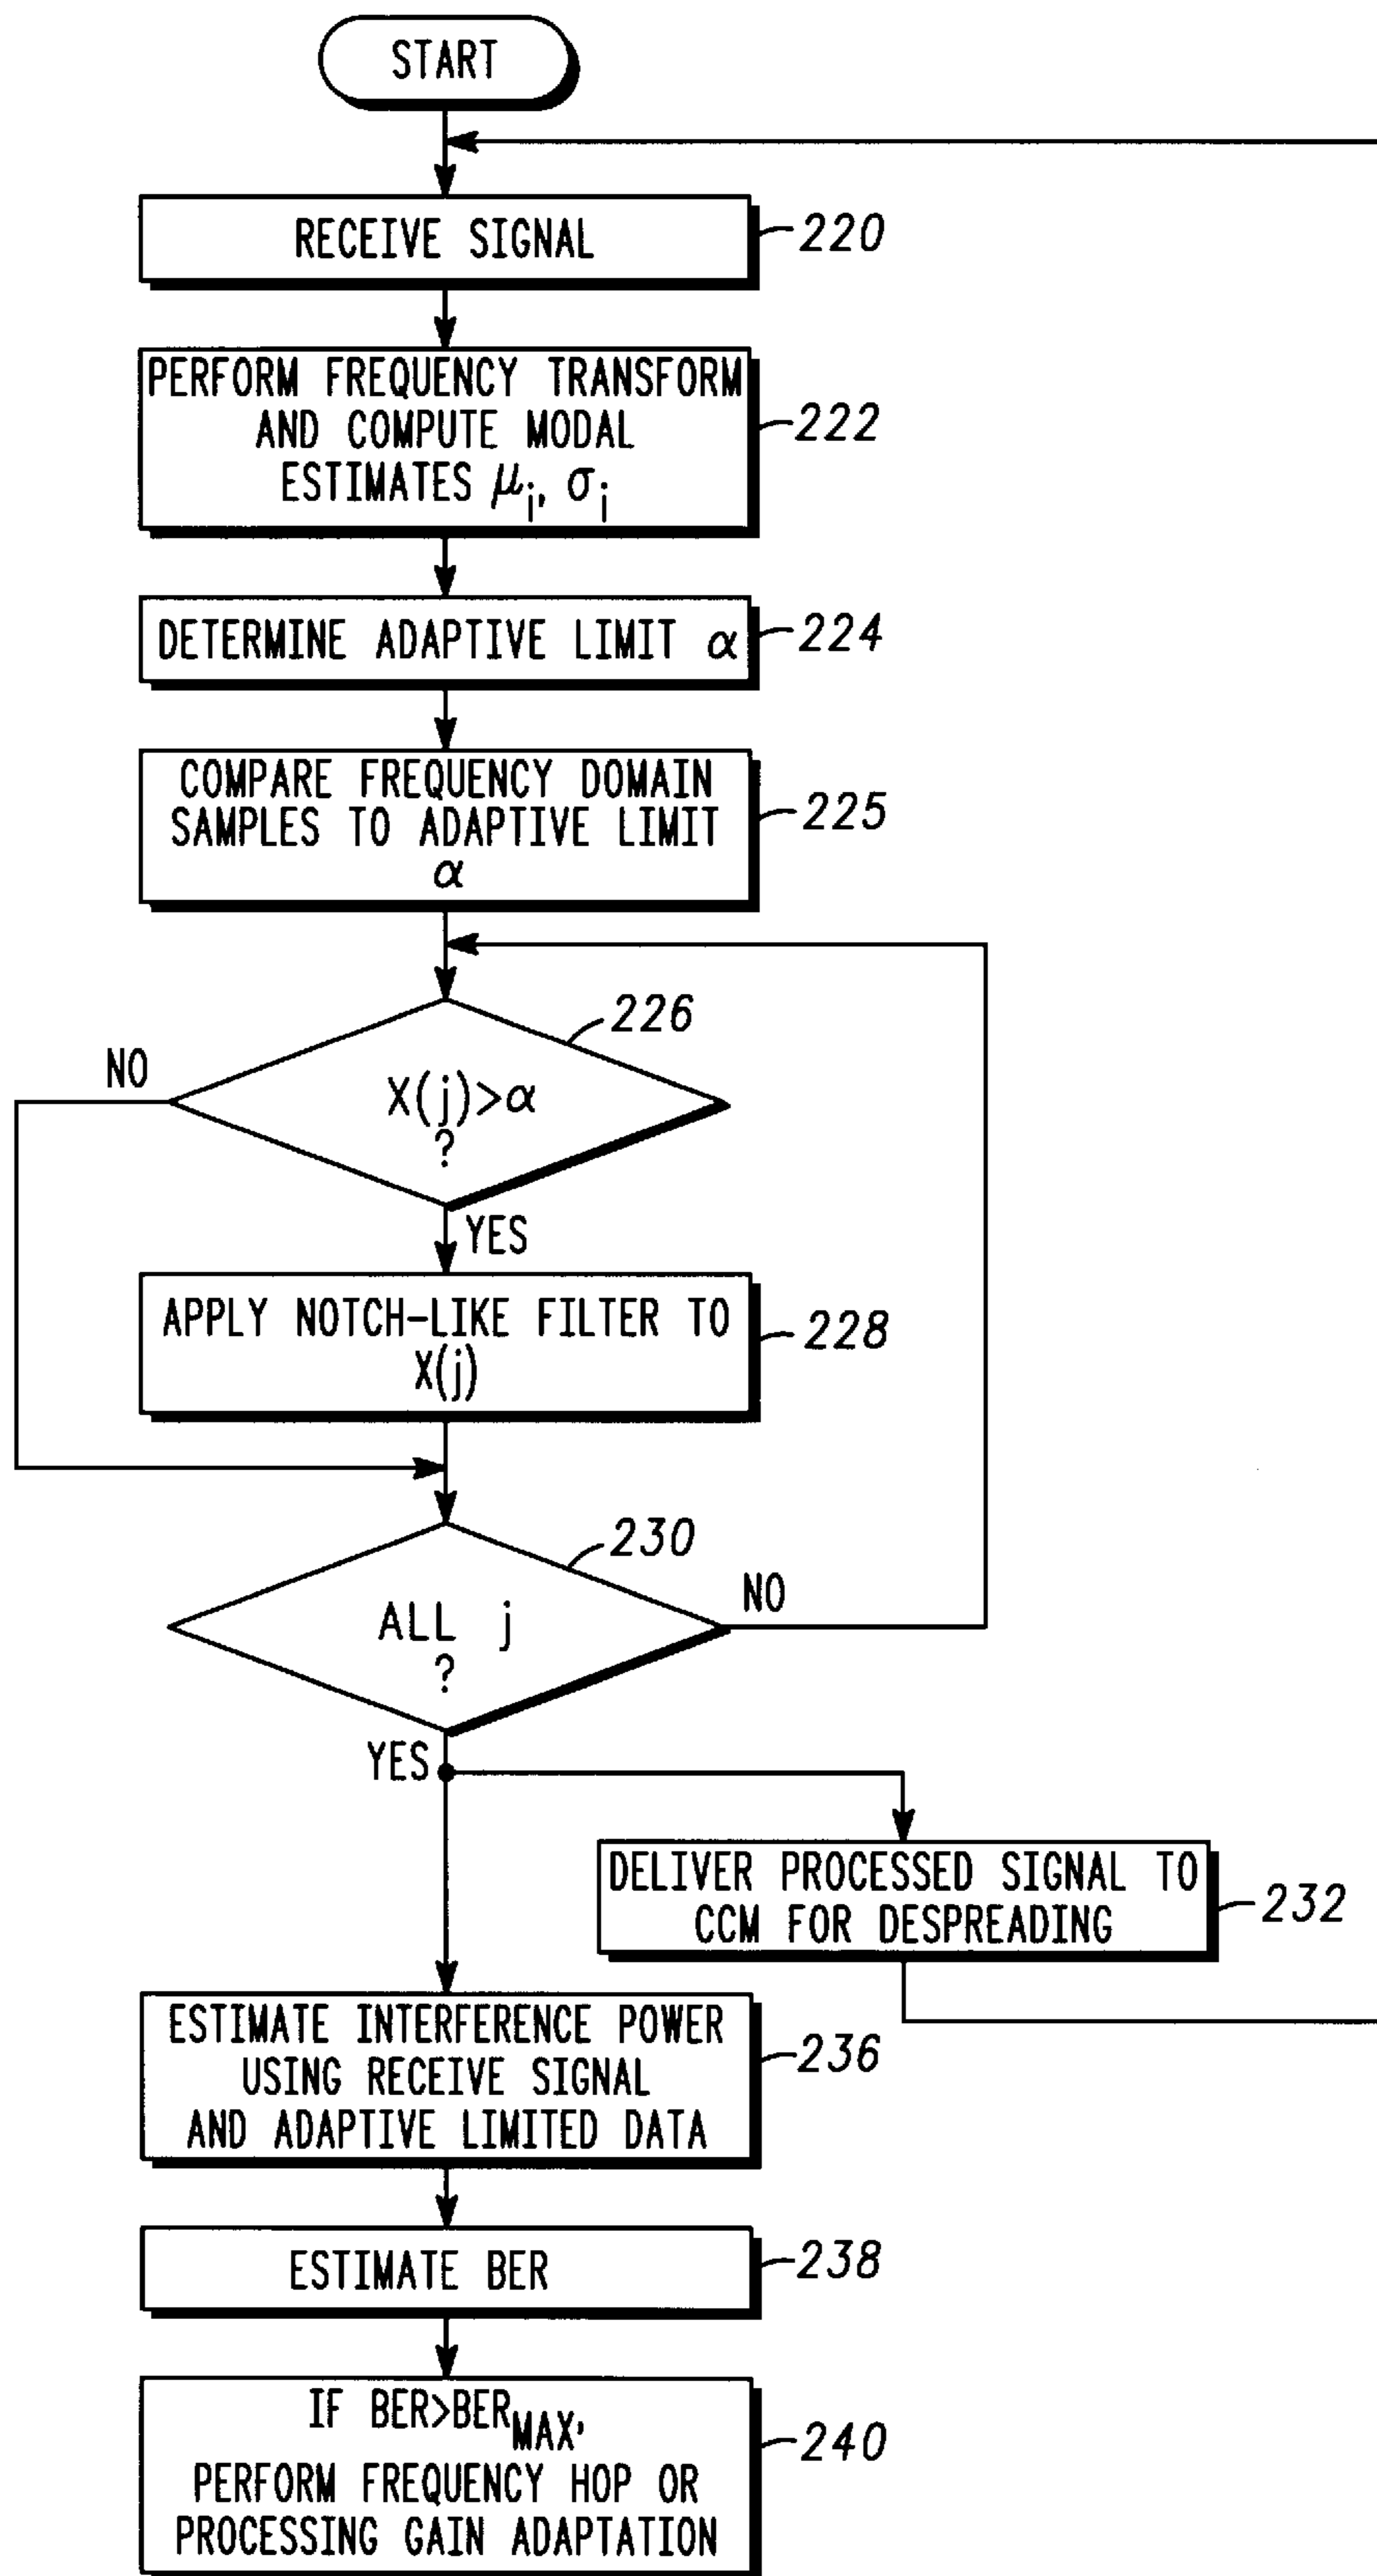 START
RECEIVE SIGNAL
220
PERFORM FREQUENCY TRANSFORM
AND COMPUTE MODAL
ESTIMATES μi, σi
222
DETERMINE ADAPTIVE LIMIT α
224
COMPARE FREQUENCY DOMAIN
SAMPLES TO ADAPTIVE LIMIT
α
225
226
NO
X(j)>α
?
YES
APPLY NOTCH-LIKE FILTER TO
X(j)
228
230
ALL j
?
NO
YES
DELIVER PROCESSED SIGNAL TO
CCM FOR DESPREADING
232
ESTIMATE INTERFERENCE POWER
USING RECEIVE SIGNAL
AND ADAPTIVE LIMITED DATA
236
ESTIMATE BER
238
IF BER>BERMAX,
PERFORM FREQUENCY HOP OR
PROCESSING GAIN ADAPTATION
240